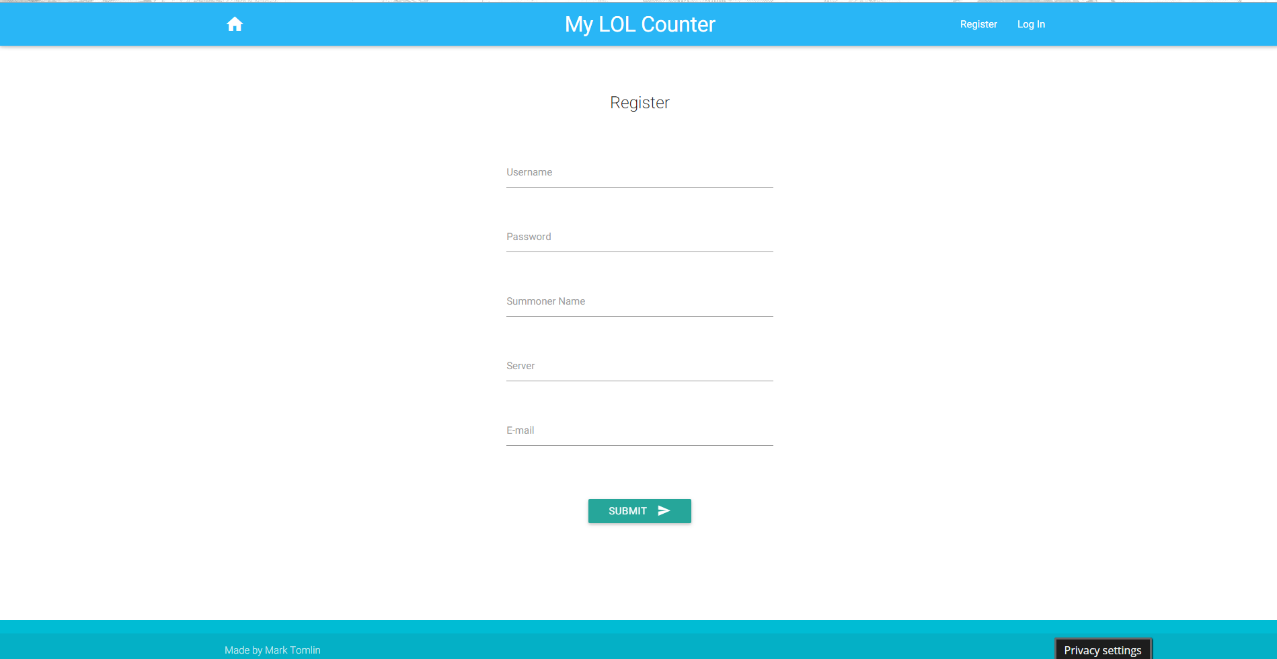 My LOL Counter
Register Log In
Register
Username
Password
Summoner Name
Server
E-mail
SUBMIT
Made by Mark Tomlin
Privacy settings